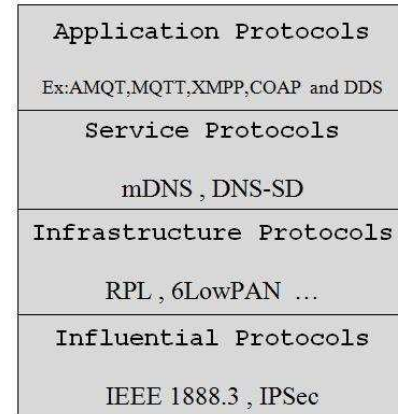 Application Protocols
Ex:AMQT,MQTT,XMPP,COAP and DDS
Service Protocols
mDNS , DNS-SD
Infrastructure Protocols
RPL , 6LowPAN ...
Influential Protocols
IEEE 1888.3 , IPSec